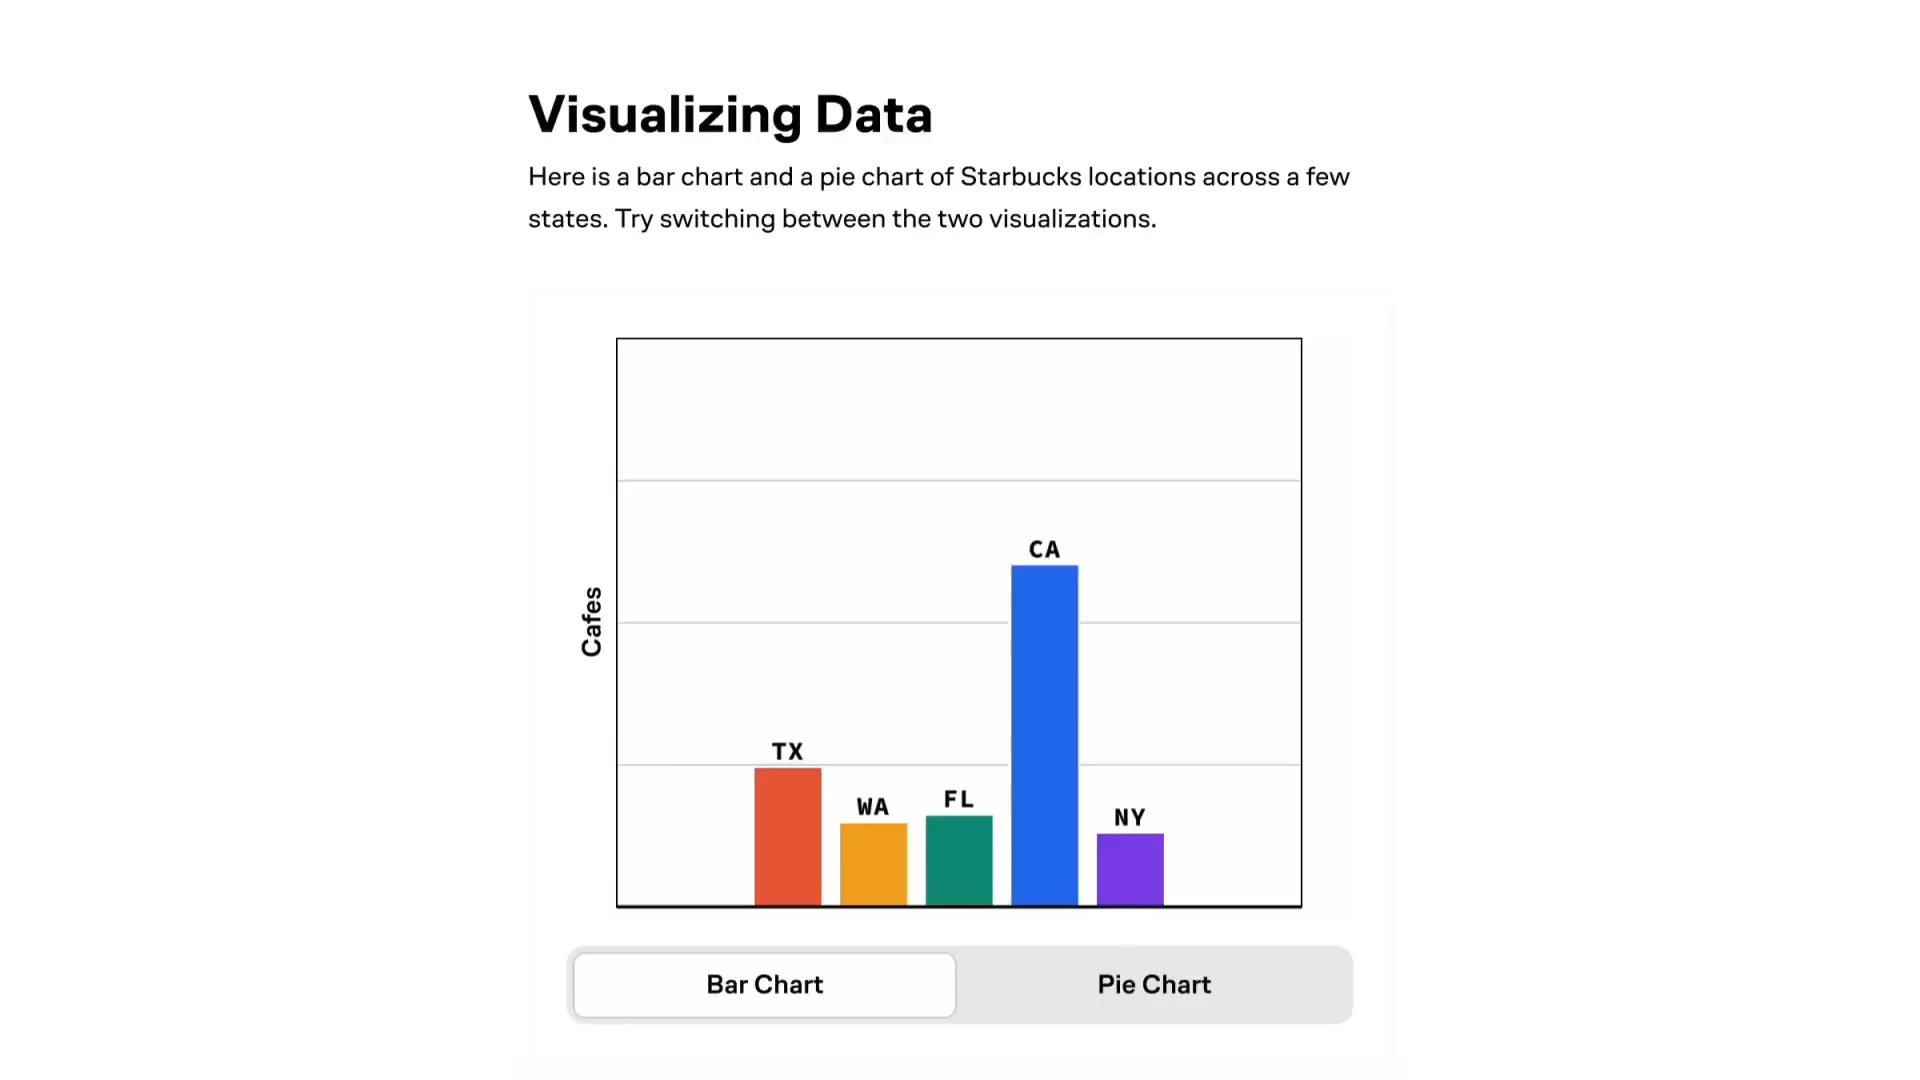 Visualizing Data
Here is a bar chart and a pie chart of Starbucks locations across a few
states. Try switching between the two visualizations.
CA
Cafes
TX
FL
WA
NY
Bar Chart
Pie Chart